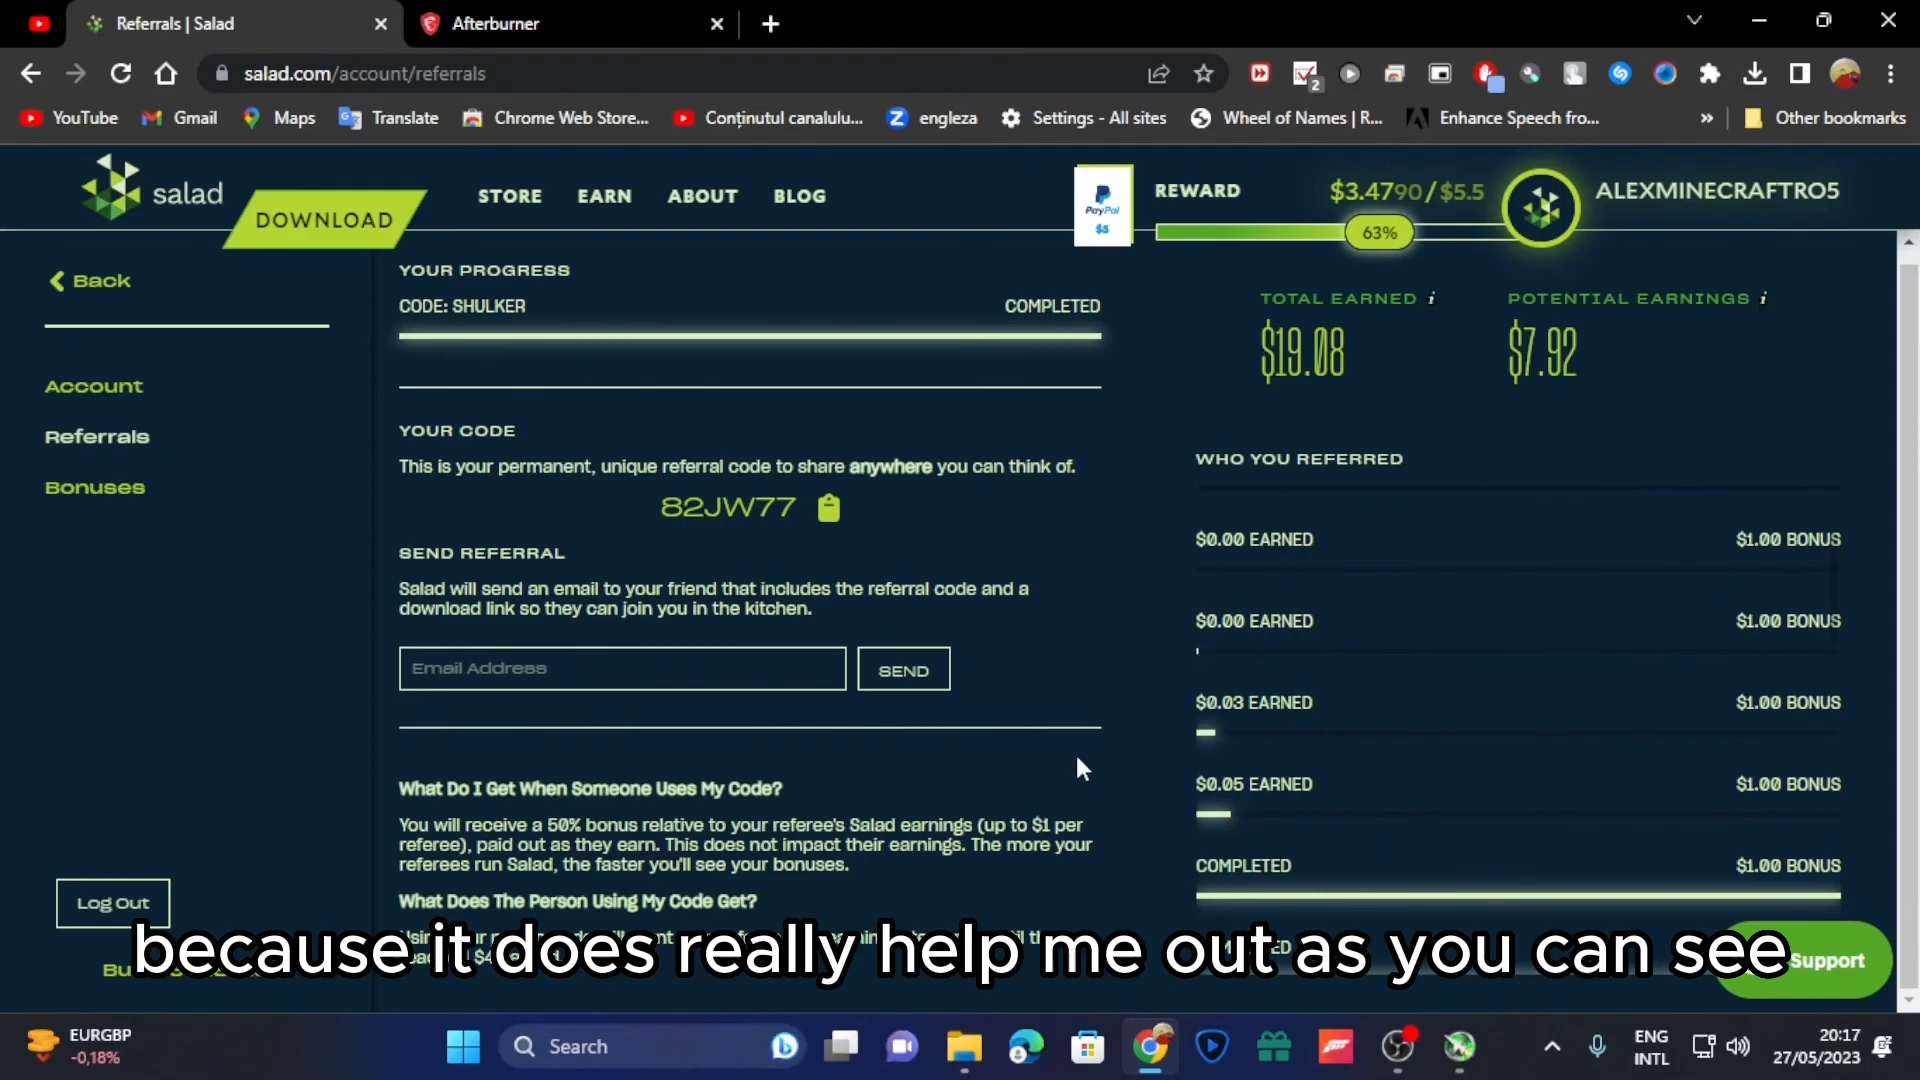 Referrals | Salad
Afterburner
salad.com/account/referrals
2
YouTube
Gmail
Maps
Translate
Chrome Web Store...
Conținutul canalulu...
engleza
Settings - All sites
Wheel of Names | R...
Enhance Speech fro...
Other bookmarks
salad
DOWNLOAD
STORE
EARN
ABOUT
BLOG
PayPal
$5
REWARD
$3.4790/$5.5
63%
ALEXMINECRAFTRO5
Back
Account
Referrals
Bonuses
Log Out
YOUR PROGRESS
CODE: SHULKER
COMPLETED
YOUR CODE
This is your permanent, unique referral code to share anywhere you can think of.
82JW77
SEND REFERRAL
Salad will send an email to your friend that includes the referral code and a
download link so they can join you in the kitchen.
Email Address
SEND
What Do I Get When Someone Uses My Code?
You will receive a 50% bonus relative to your referee's Salad earnings (up to $1 per
referee), paid out as they earn. This does not impact their earnings. The more your
referees run Salad, the faster you'll see your bonuses.
What Does The Person Using My Code Get?
TOTAL EARNED
$19.08
POTENTIAL EARNINGS
$7.92
WHO YOU REFERRED
$0.00 EARNED
$1.00 BONUS
$0.00 EARNED
$1.00 BONUS
$0.03 EARNED
$1.00 BONUS
$0.05 EARNED
$1.00 BONUS
COMPLETED
$1.00 BONUS
Support
because it does really help me out as you can see
EURGBP
-0,18%
Search
ENG
INTL
20:17
27/05/2023